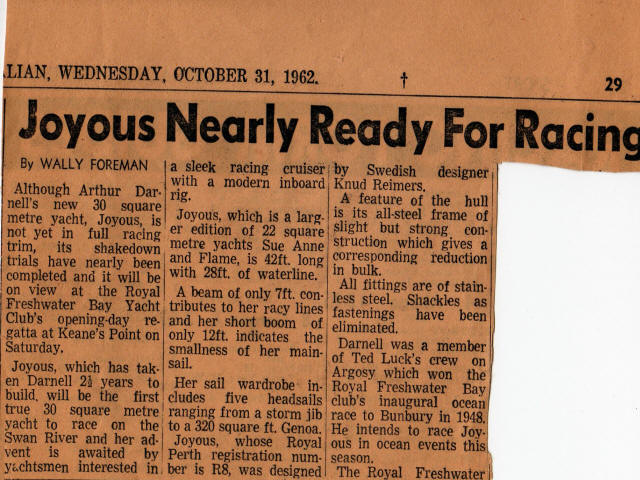 LIAN, WEDNESDAY, OCTOBER 31, 1962. † 29
Joyous Nearly Ready For Racing
By WALLY FOREMAN
Although Arthur Dar-
nell's new 30 square
metre yacht, Joyous, is
not yet in full racing
trim, its shakedown
trials have nearly been
completed and it will be
on view at the Royal
Freshwater Bay Yacht
Club's opening-day re-
gatta at Keane's Point on
Saturday.
Joyous, which has tak-
en Darnell 2½ years to
build, will be the first
true 30 square metre
yacht to race on the
Swan River and her ad-
vent is awaited by
yachtsmen interested in
a sleek racing cruiser
with a modern inboard
rig.
Joyous, which is a larg-
er edition of 22 square
metre yachts Sue Anne
and Flame, is 42ft. long
with 28ft. of waterline.
A beam of only 7ft. con-
tributes to her racy lines
and her short boom of
only 12ft. indicates the
smallness of her main-
sail.
Her sail wardrobe in-
cludes five headsails
ranging from a storm jib
to a 320 square ft. Genoa.
Joyous, whose Royal
Perth registration num-
ber is R8, was designed
by Swedish designer
Knud Reimers.
A feature of the hull
is its all-steel frame of
slight but strong con-
struction which gives a
corresponding reduction
in bulk.
All fittings are of stain-
less steel. Shackles as
fastenings have been
eliminated.
Darnell was a member
of Ted Luck's crew on
Argosy which won the
Royal Freshwater Bay
club's inaugural ocean
race to Bunbury in 1948.
He intends to race Joy-
ous in ocean events this
season.
The Royal Freshwater